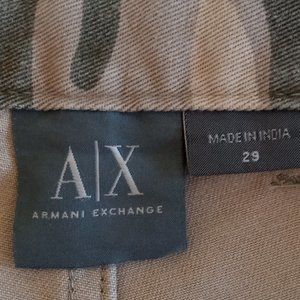 A|X
ARMANI EXCHANGE
MADE IN INDIA
29